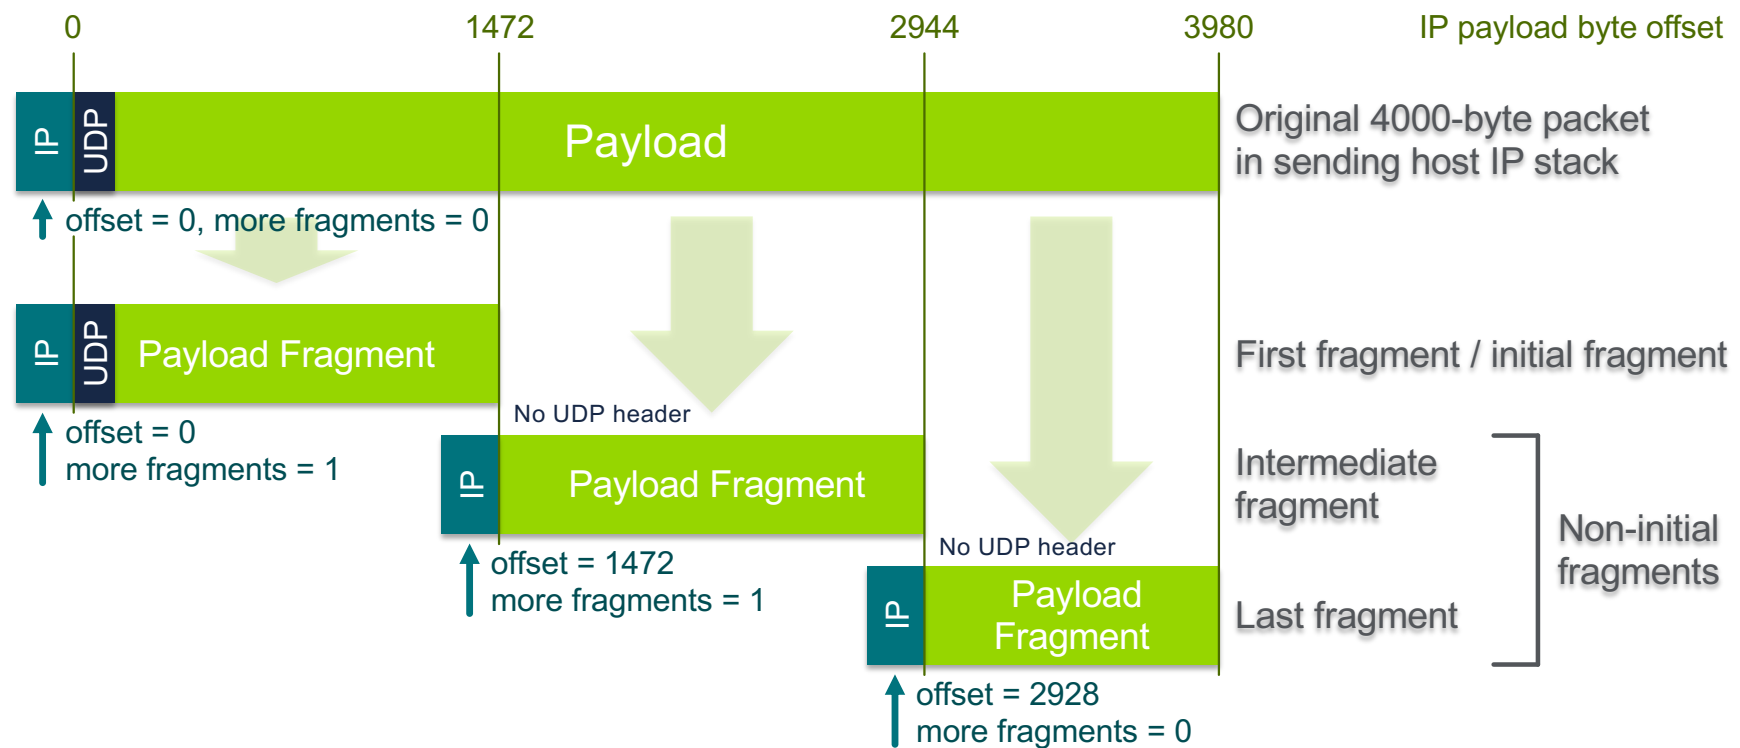 0
1472
2944
3980
IP payload byte offset
IP
UDP
Payload
Original 4000-byte packet
in sending host IP stack
offset = 0, more fragments = 0
IP
UDP
Payload Fragment
First fragment / initial fragment
offset = 0
more fragments = 1
No UDP header
IP
Payload Fragment
Intermediate
fragment
offset = 1472
more fragments = 1
No UDP header
IP
Payload
Fragment
Last fragment
Non-initial
fragments
offset = 2928
more fragments = 0